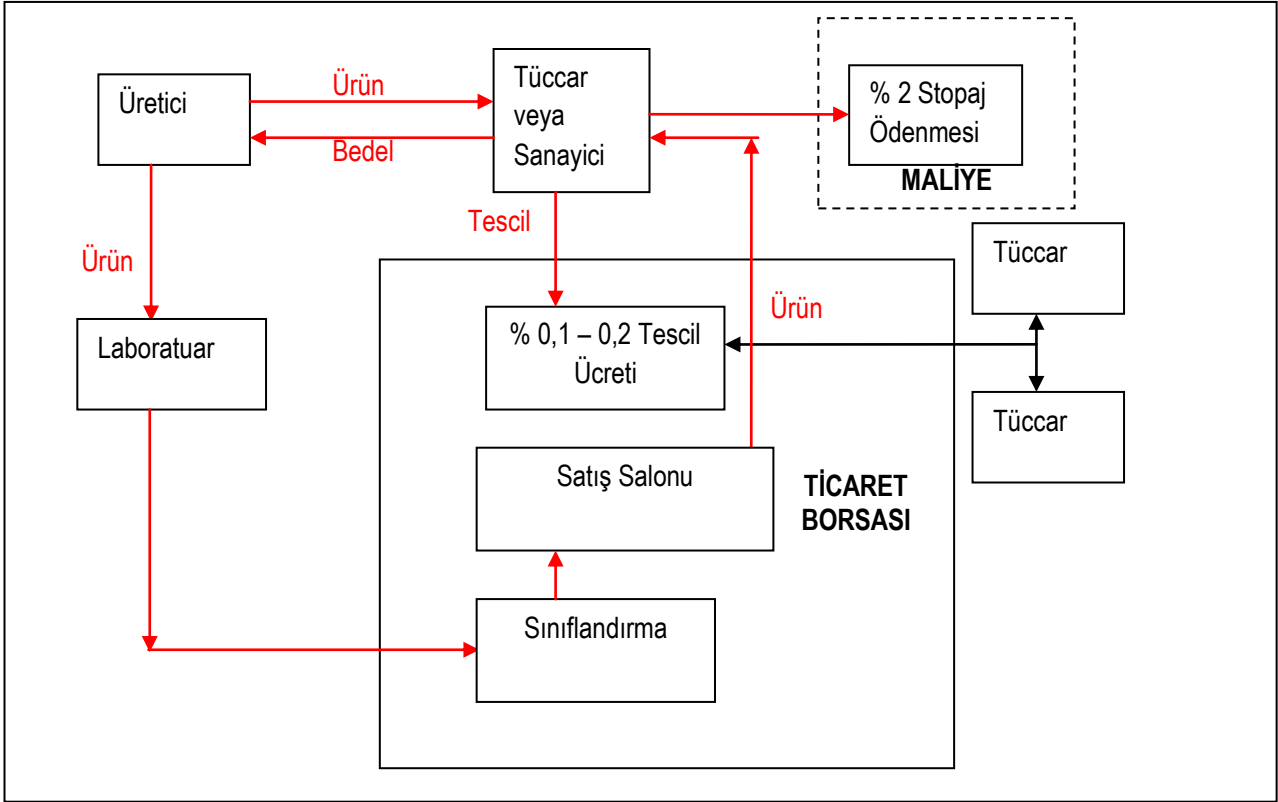 Üretici
Ürün
Bedel
Tüccar
veya
Sanayici
% 2 Stopaj
Ödenmesi
MALİYE
Tescil
Ürün
Laboratuar
% 0,1 – 0,2 Tescil
Ücreti
Ürün
Tüccar
Tüccar
Satış Salonu
TİCARET
BORSASI
Sınıflandırma